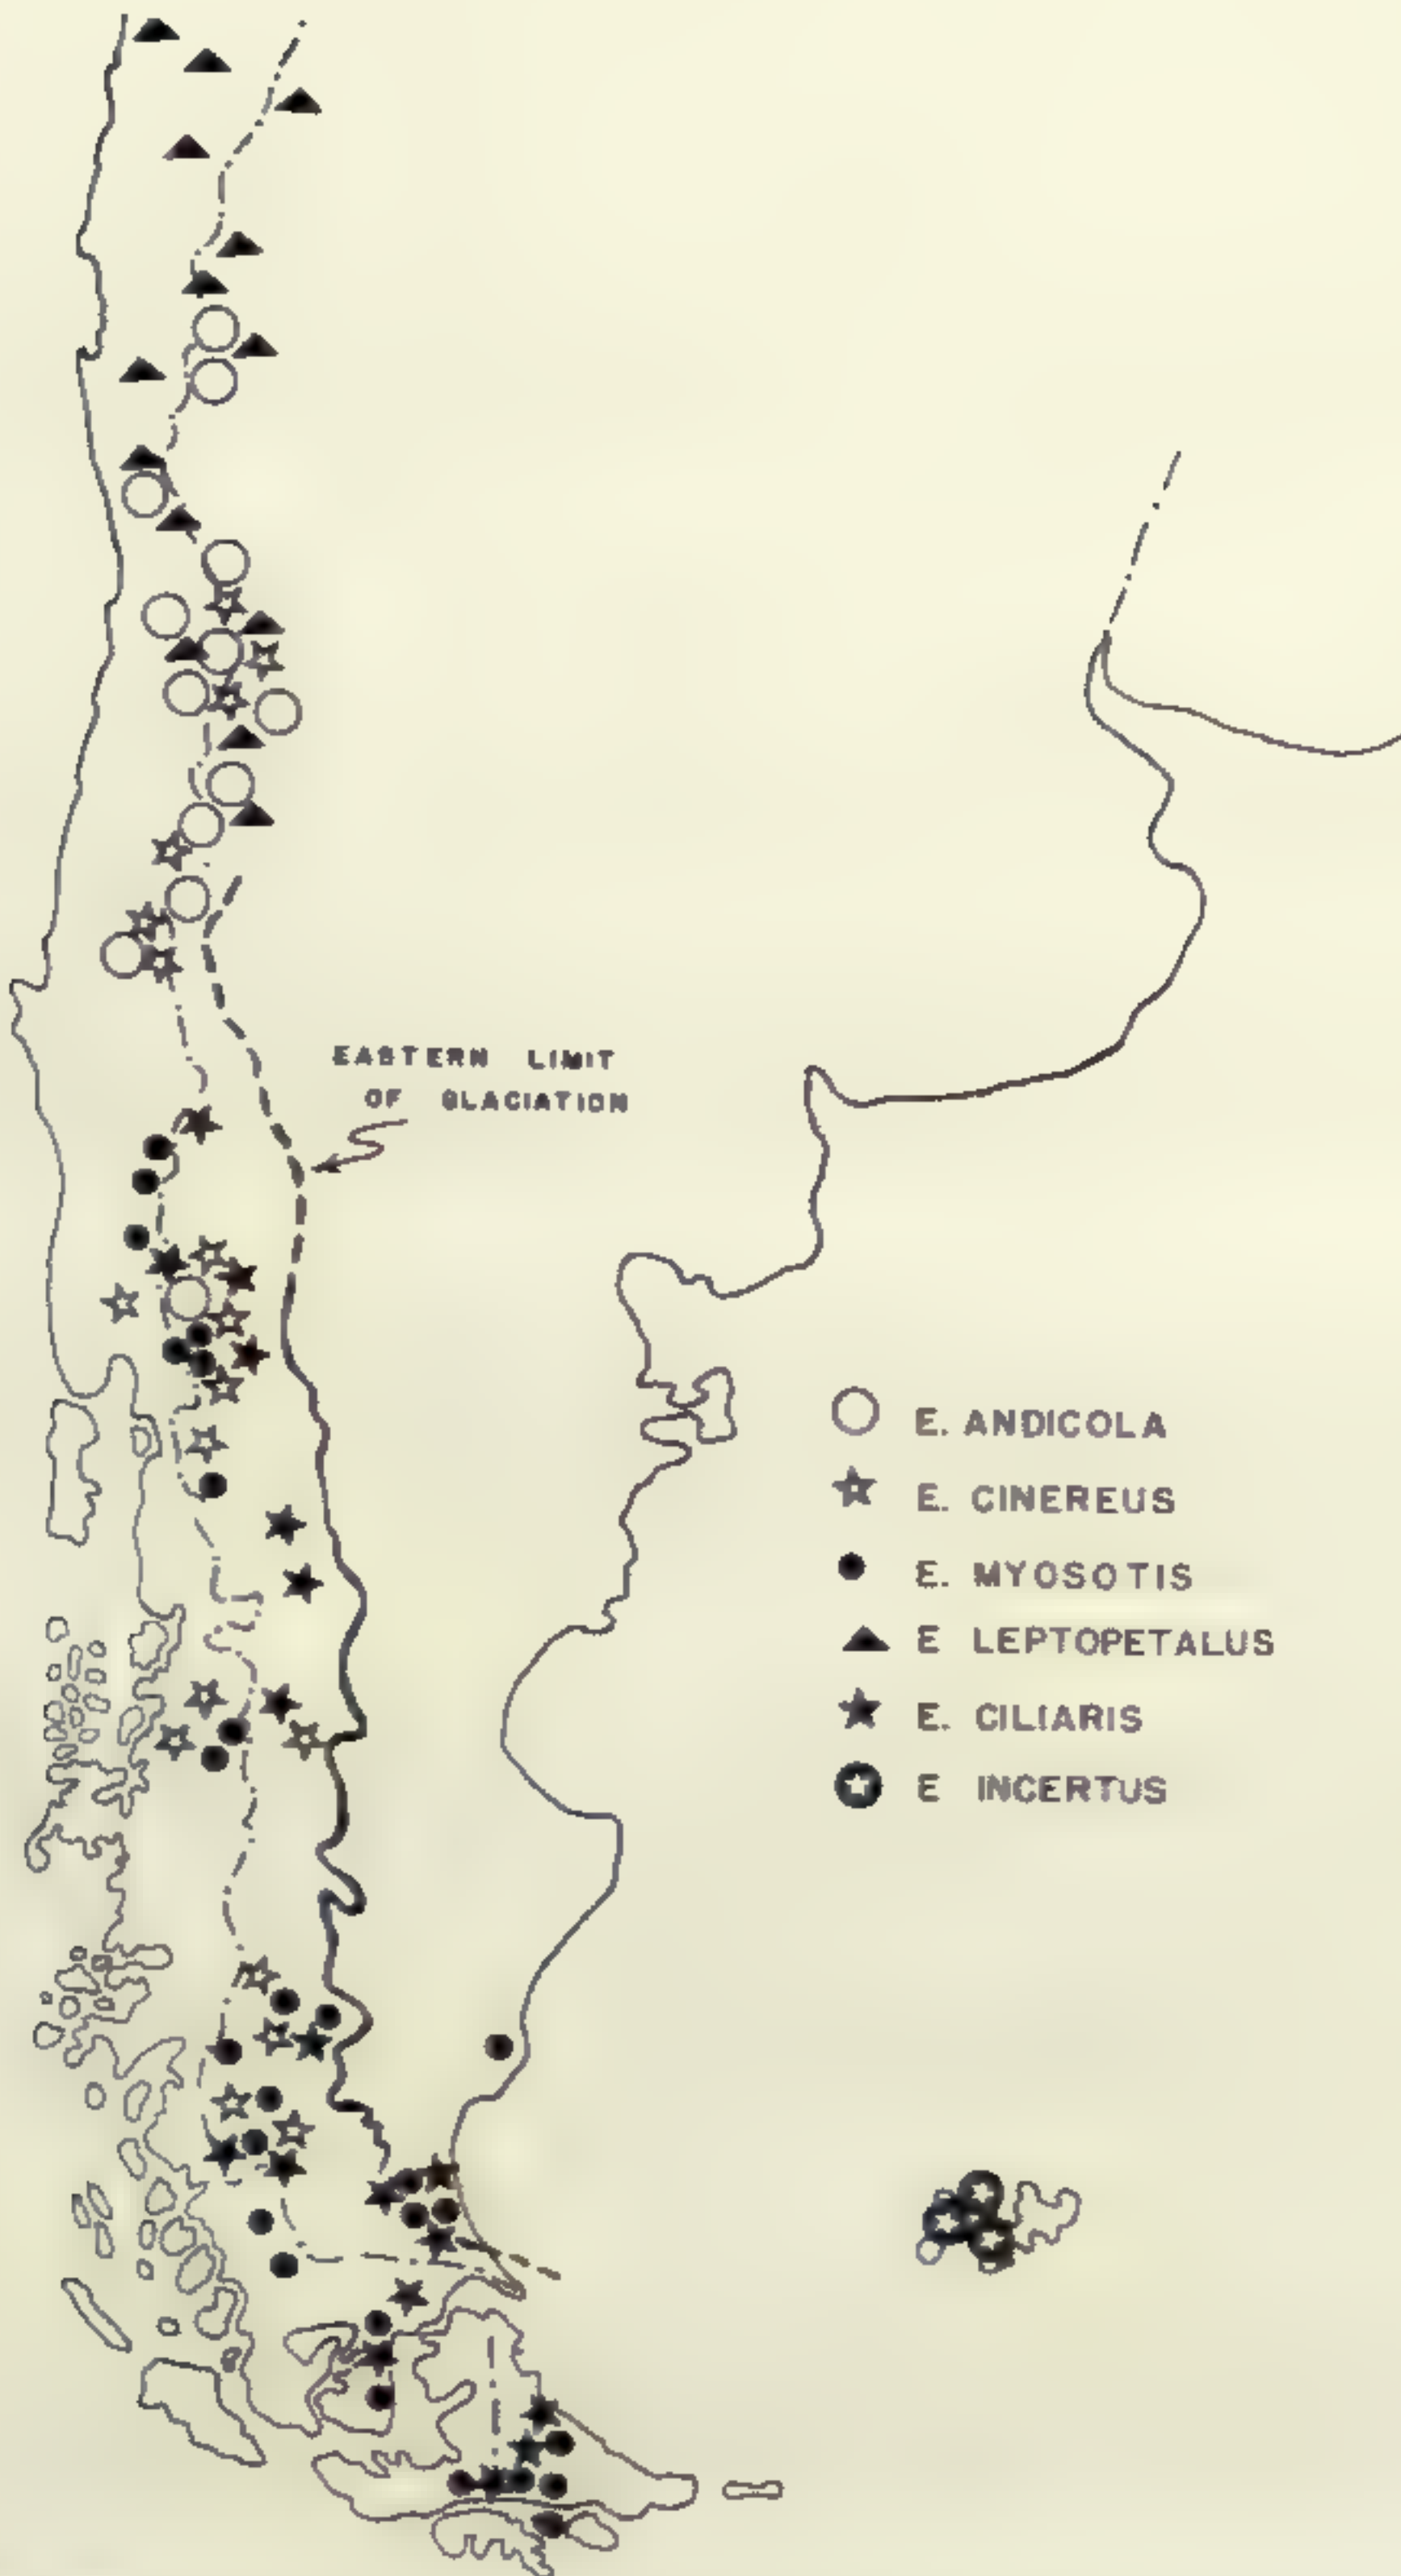 EASTERN LIMIT
OF GLACIATION
E. ANDICOLA
E. CINEREUS
E. MYOSOTIS
E LEPTOPETALUS
E. CILIARIS
E INCERTUS